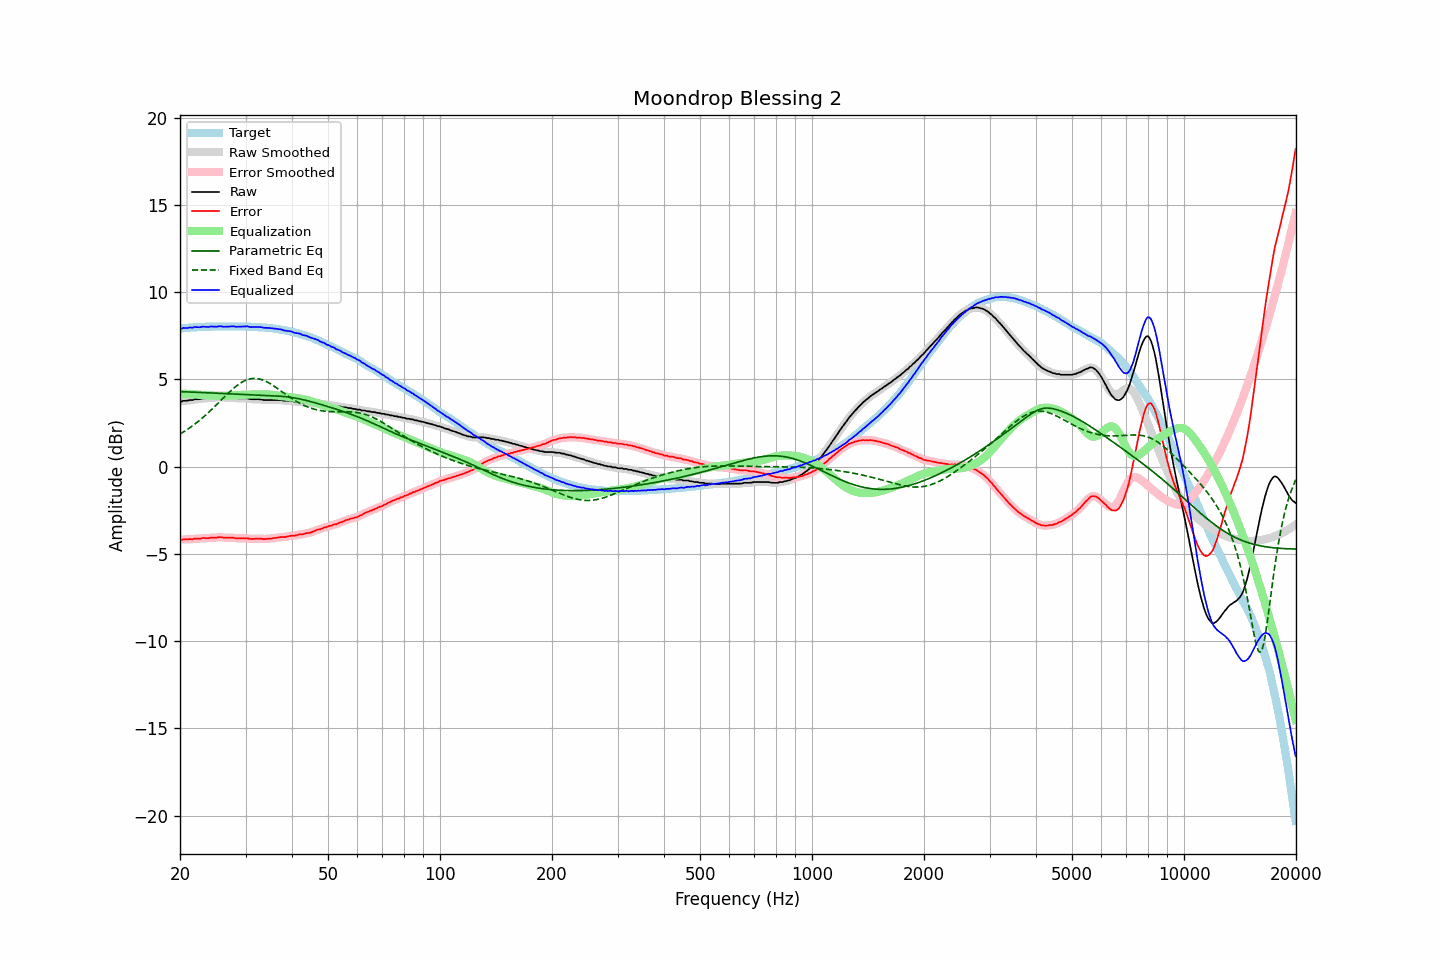 Moondrop Blessing 2
Target
Raw Smoothed
Error Smoothed
Raw
Error
Equalization
Parametric Eq
Fixed Band Eq
Equalized
20
15
10
5
0
−5
−10
−15
−20
Amplitude (dBr)
20
50
100
200
500
1000
2000
5000
10000
20000
Frequency (Hz)